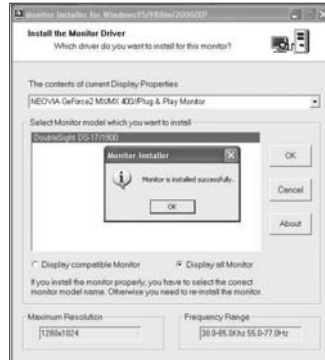 Monitor Installer for Windows95/98/Me/2000/XP
Install the Monitor Driver
Which driver do you want to install for this monitor?
The contents of current Display Properties
NEOVIA GeForce2 MX/MX 400//Plug & Play Monitor
Select Monitor model which you want to install
DoubleSight DS-17/1900
Monitor Installer
Monitor is installed successfully.
OK
OK
Cancel
About
Display compatible Monitor
Display all Monitor
If you install the monitor properly, you have to select the correct
monitor model name. Otherwise you need to re-install the monitor.
Maximum Resolution
1280x1024
Frequency Range
30.0-85.0Khz 55.0-77.0Hz